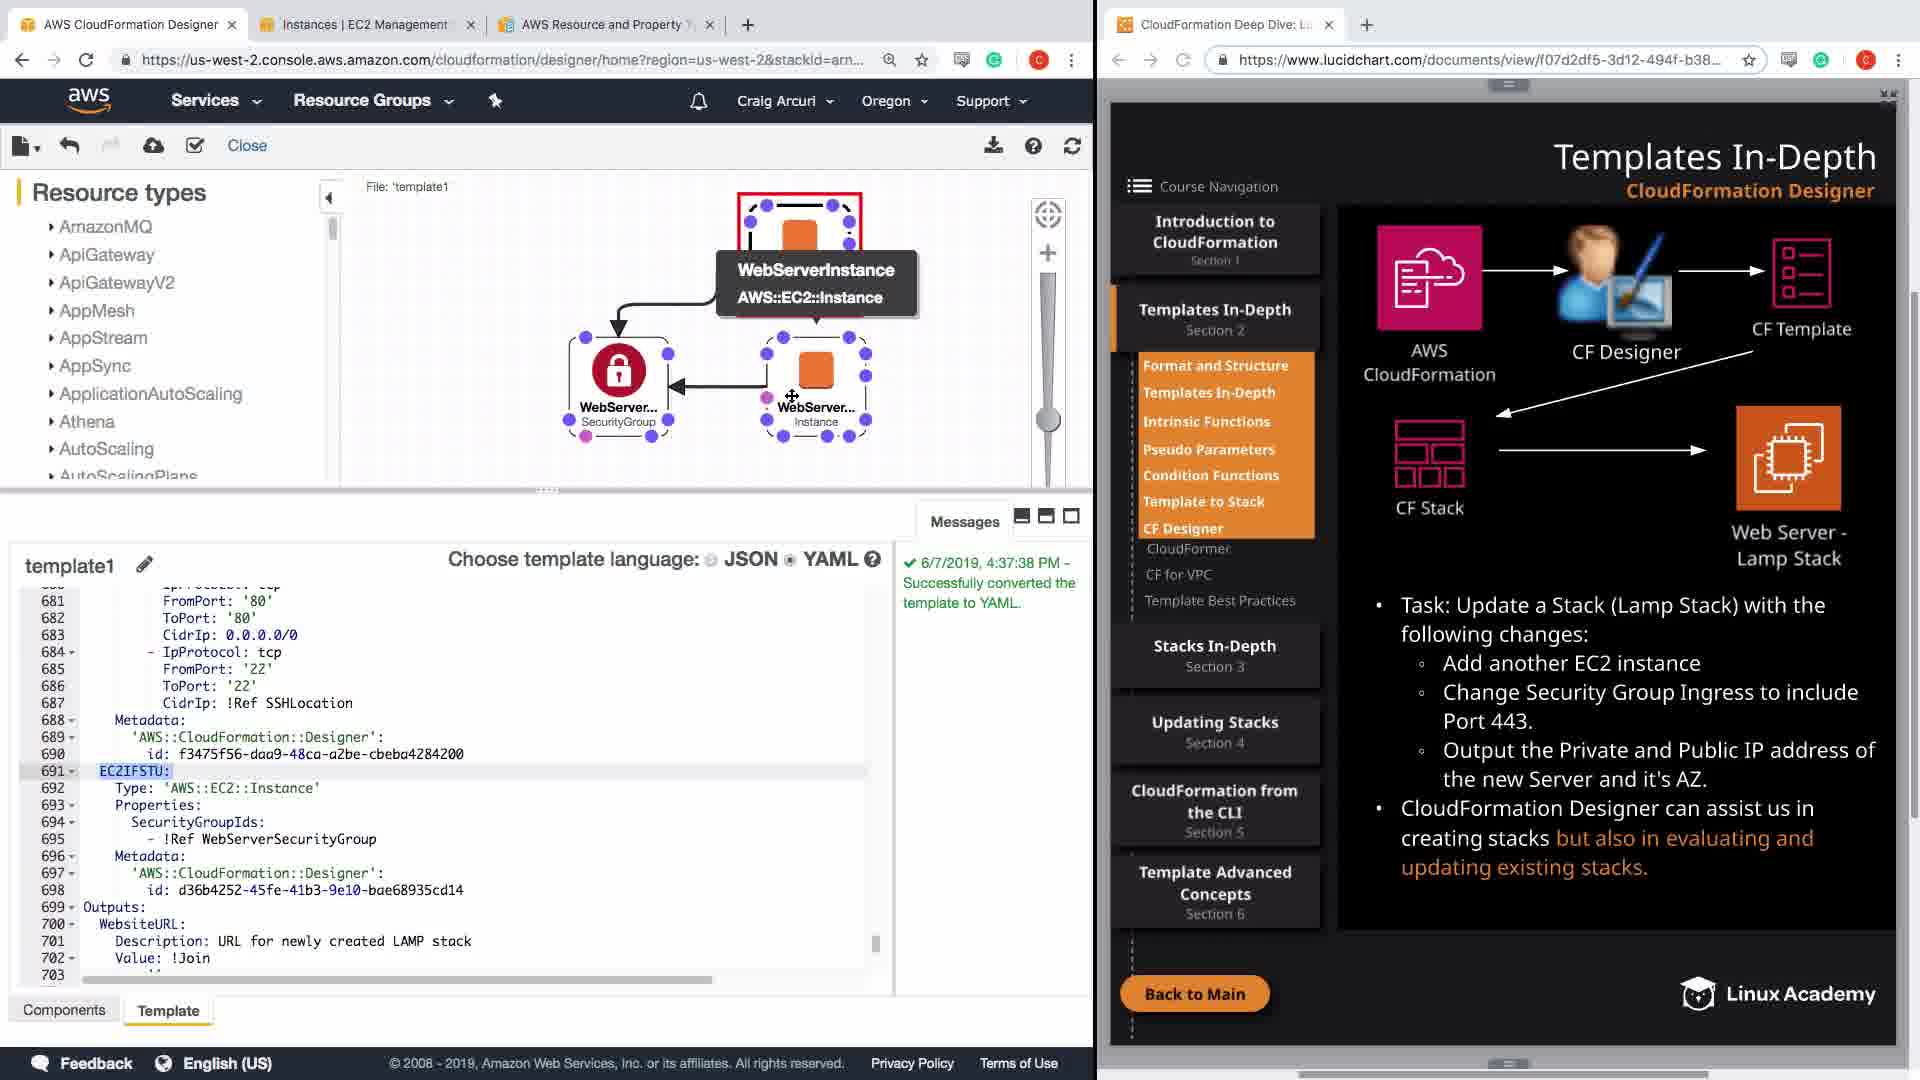 AWS CloudFormation Designer
Instances | EC2 Management
AWS Resource and Property
https://us-west-2.console.aws.amazon.com/cloudformation/designer/home?region=us-west-2&stackId=arn...
aws
Services
Resource Groups
Craig Arcuri
Oregon
Support
Close
Resource types
AmazonMQ
ApiGateway
ApiGatewayV2
AppMesh
AppStream
AppSync
ApplicationAutoScaling
Athena
AutoScaling
AutoScalingPlans
File: 'template1
WebServerInstance
AWS::EC2::Instance
WebServer...
SecurityGroup
WebServer...
Instance
Messages
6/7/2019, 4:37:38 PM -
Successfully converted the
template to YAML.
template1
Choose template language: JSON YAML
681 FromPort: '80'
682 ToPort: '80'
683 CidrIp: 0.0.0.0/0
684 - IpProtocol: tcp
685 FromPort: '22'
686 ToPort: '22'
687 CidrIp: !Ref SSHLocation
688 Metadata:
689 'AWS::CloudFormation::Designer':
690 id: f3475f56-daa9-48ca-a2be-cbeba4284200
691 EC2IFSTU:
692 Type: 'AWS::EC2::Instance'
693 Properties:
694 SecurityGroupIds:
695 - !Ref WebServerSecurityGroup
696 Metadata:
697 'AWS::CloudFormation::Designer':
698 id: d36b4252-45fe-41b3-9e10-bae68935cd14
699 Outputs:
700 WebsiteURL:
701 Description: URL for newly created LAMP stack
702 Value: !Join
703
Components
Template
Feedback
English (US)
© 2008 - 2019, Amazon Web Services, Inc. or its affiliates. All rights reserved.
Privacy Policy
Terms of Use
CloudFormation Deep Dive: L
C
https://www.lucidchart.com/documents/view/f07d2df5-3d12-494f-b38...
C
Templates In-Depth
CloudFormation Designer
Course Navigation
Introduction to
CloudFormation
Section 1
Templates In-Depth
Section 2
Format and Structure
Templates In-Depth
Intrinsic Functions
Pseudo Parameters
Condition Functions
Template to Stack
CF Designer
CloudFormer
CF for VPC
Template Best Practices
Stacks In-Depth
Section 3
Updating Stacks
Section 4
CloudFormation from
the CLI
Section 5
Template Advanced
Concepts
Section 6
Back to Main
AWS
CloudFormation
CF Designer
CF Template
CF Stack
Web Server -
Lamp Stack
• Task: Update a Stack (Lamp Stack) with the
following changes:
◦ Add another EC2 instance
◦ Change Security Group Ingress to include
Port 443.
◦ Output the Private and Public IP address of
the new Server and it's AZ.
• CloudFormation Designer can assist us in
creating stacks but also in evaluating and
updating existing stacks.
Linux Academy